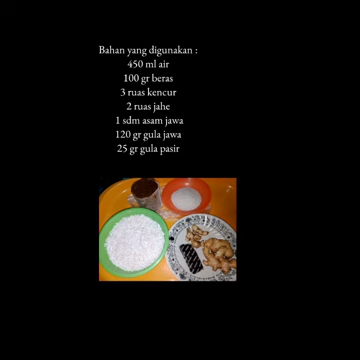 Bahan yang digunakan :
450 ml air
100 gr beras
3 ruas kencur
2 ruas jahe
1 sdm asam jawa
120 gr gula jawa
25 gr gula pasir